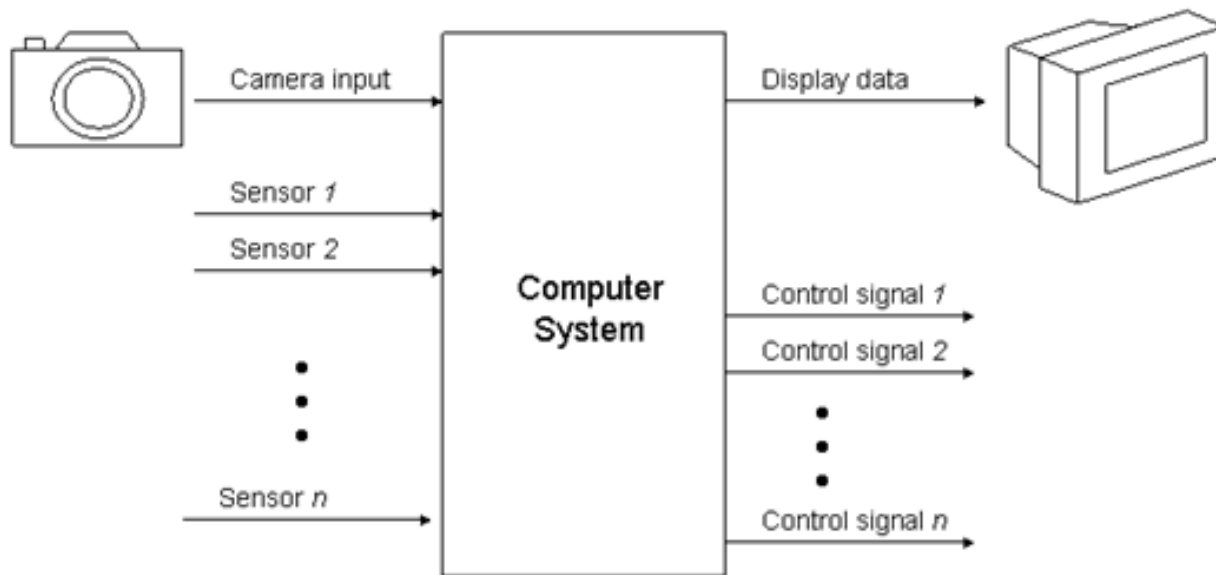 Camera input
Display data
Sensor 1
Sensor 2
Computer
System
Control signal 1
Control signal 2
Sensor n
Control signal n